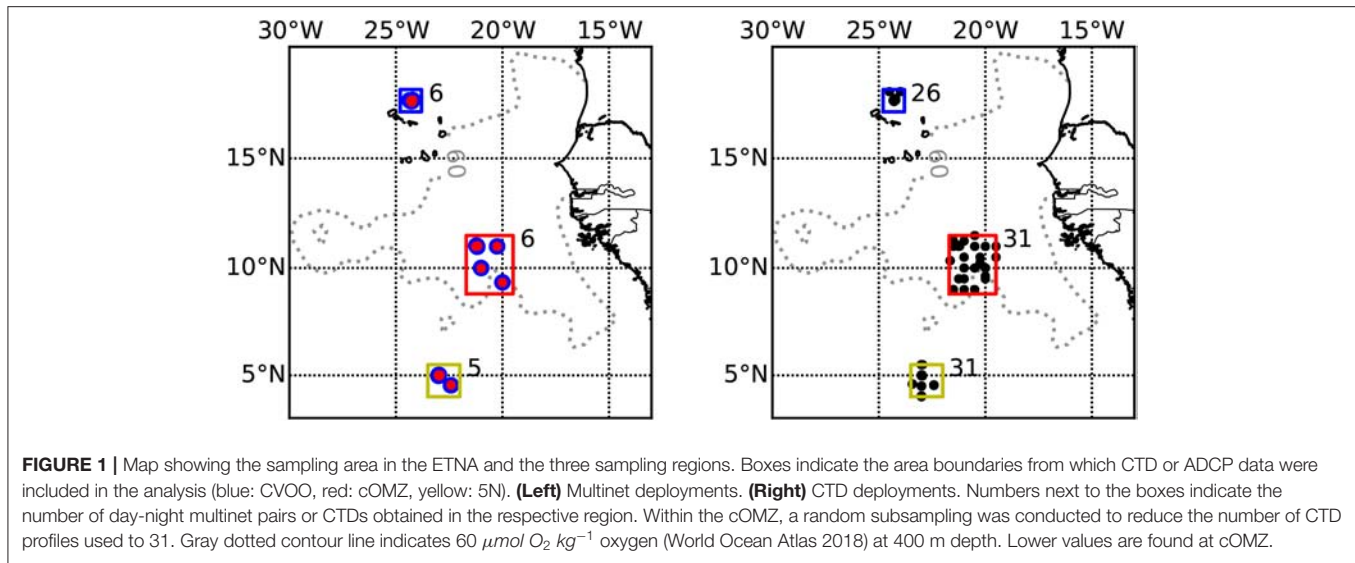 30°W 25°W 20°W 15°W 30°W 25°W 20°W 15°W
6 26
15°N 60 15°N 60
6 31
10°N 10°N
5 31
5°N 5°N
FIGURE 1 | Map showing the sampling area in the ETNA and the three sampling regions. Boxes indicate the area boundaries from which CTD or ADCP data were
included in the analysis (blue: CVOO, red: cOMZ, yellow: 5N). (Left) Multinet deployments. (Right) CTD deployments. Numbers next to the boxes indicate the
number of day-night multinet pairs or CTDs obtained in the respective region. Within the cOMZ, a random subsampling was conducted to reduce the number of CTD
profiles used to 31. Gray dotted contour line indicates 60 μmol O₂ kg⁻¹ oxygen (World Ocean Atlas 2018) at 400 m depth. Lower values are found at cOMZ.